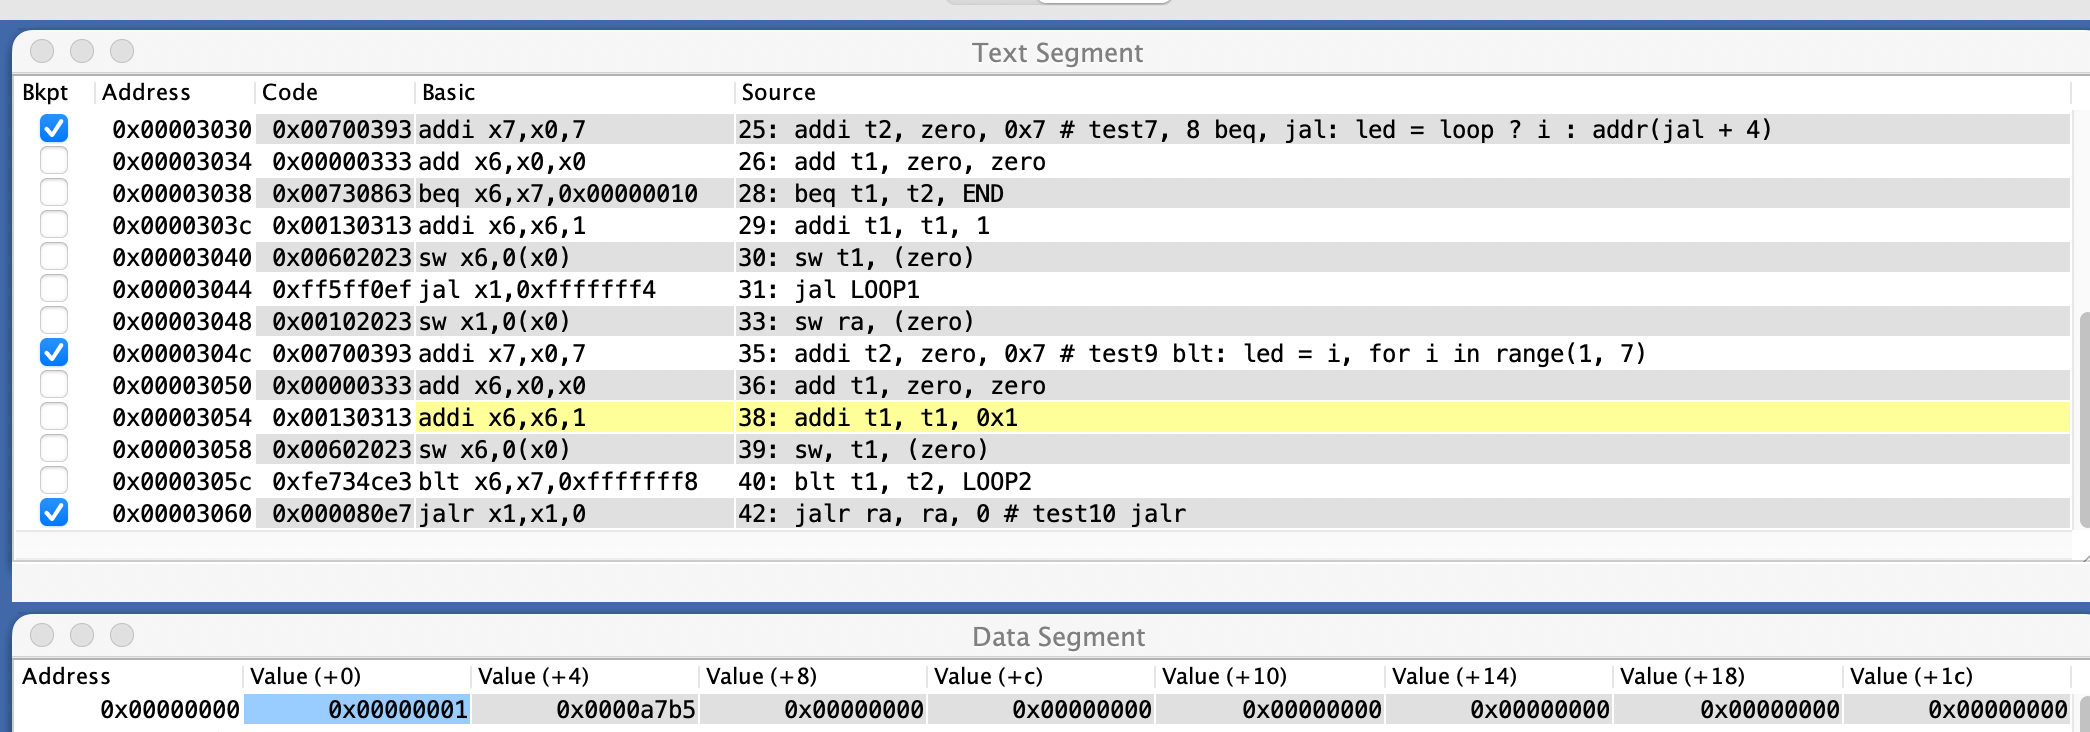 Text Segment
Bkpt Address Code Basic Source
0x00003030 0x00700393 addi x7,x0,7 25: addi t2, zero, 0x7 # test7, 8 beq, jal: led = loop ? i : addr(jal + 4)
0x00003034 0x00000333 add x6,x0,x0 26: add t1, zero, zero
0x00003038 0x00730863 beq x6,x7,0x00000010 28: beq t1, t2, END
0x0000303c 0x00130313 addi x6,x6,1 29: addi t1, t1, 1
0x00003040 0x00602023 sw x6,0(x0) 30: sw t1, (zero)
0x00003044 0xff5ff0ef jal x1,0xfffffff4 31: jal LOOP1
0x00003048 0x00102023 sw x1,0(x0) 33: sw ra, (zero)
0x0000304c 0x00700393 addi x7,x0,7 35: addi t2, zero, 0x7 # test9 blt: led = i, for i in range(1, 7)
0x00003050 0x00000333 add x6,x0,x0 36: add t1, zero, zero
0x00003054 0x00130313 addi x6,x6,1 38: addi t1, t1, 0x1
0x00003058 0x00602023 sw x6,0(x0) 39: sw, t1, (zero)
0x0000305c 0xfe734ce3 blt x6,x7,0xfffffff8 40: blt t1, t2, LOOP2
0x00003060 0x000080e7 jalr x1,x1,0 42: jalr ra, ra, 0 # test10 jalr
Data Segment
Address Value (+0) Value (+4) Value (+8) Value (+c) Value (+10) Value (+14) Value (+18) Value (+1c)
0x00000000 0x00000001 0x0000a7b5 0x00000000 0x00000000 0x00000000 0x00000000 0x00000000 0x00000000